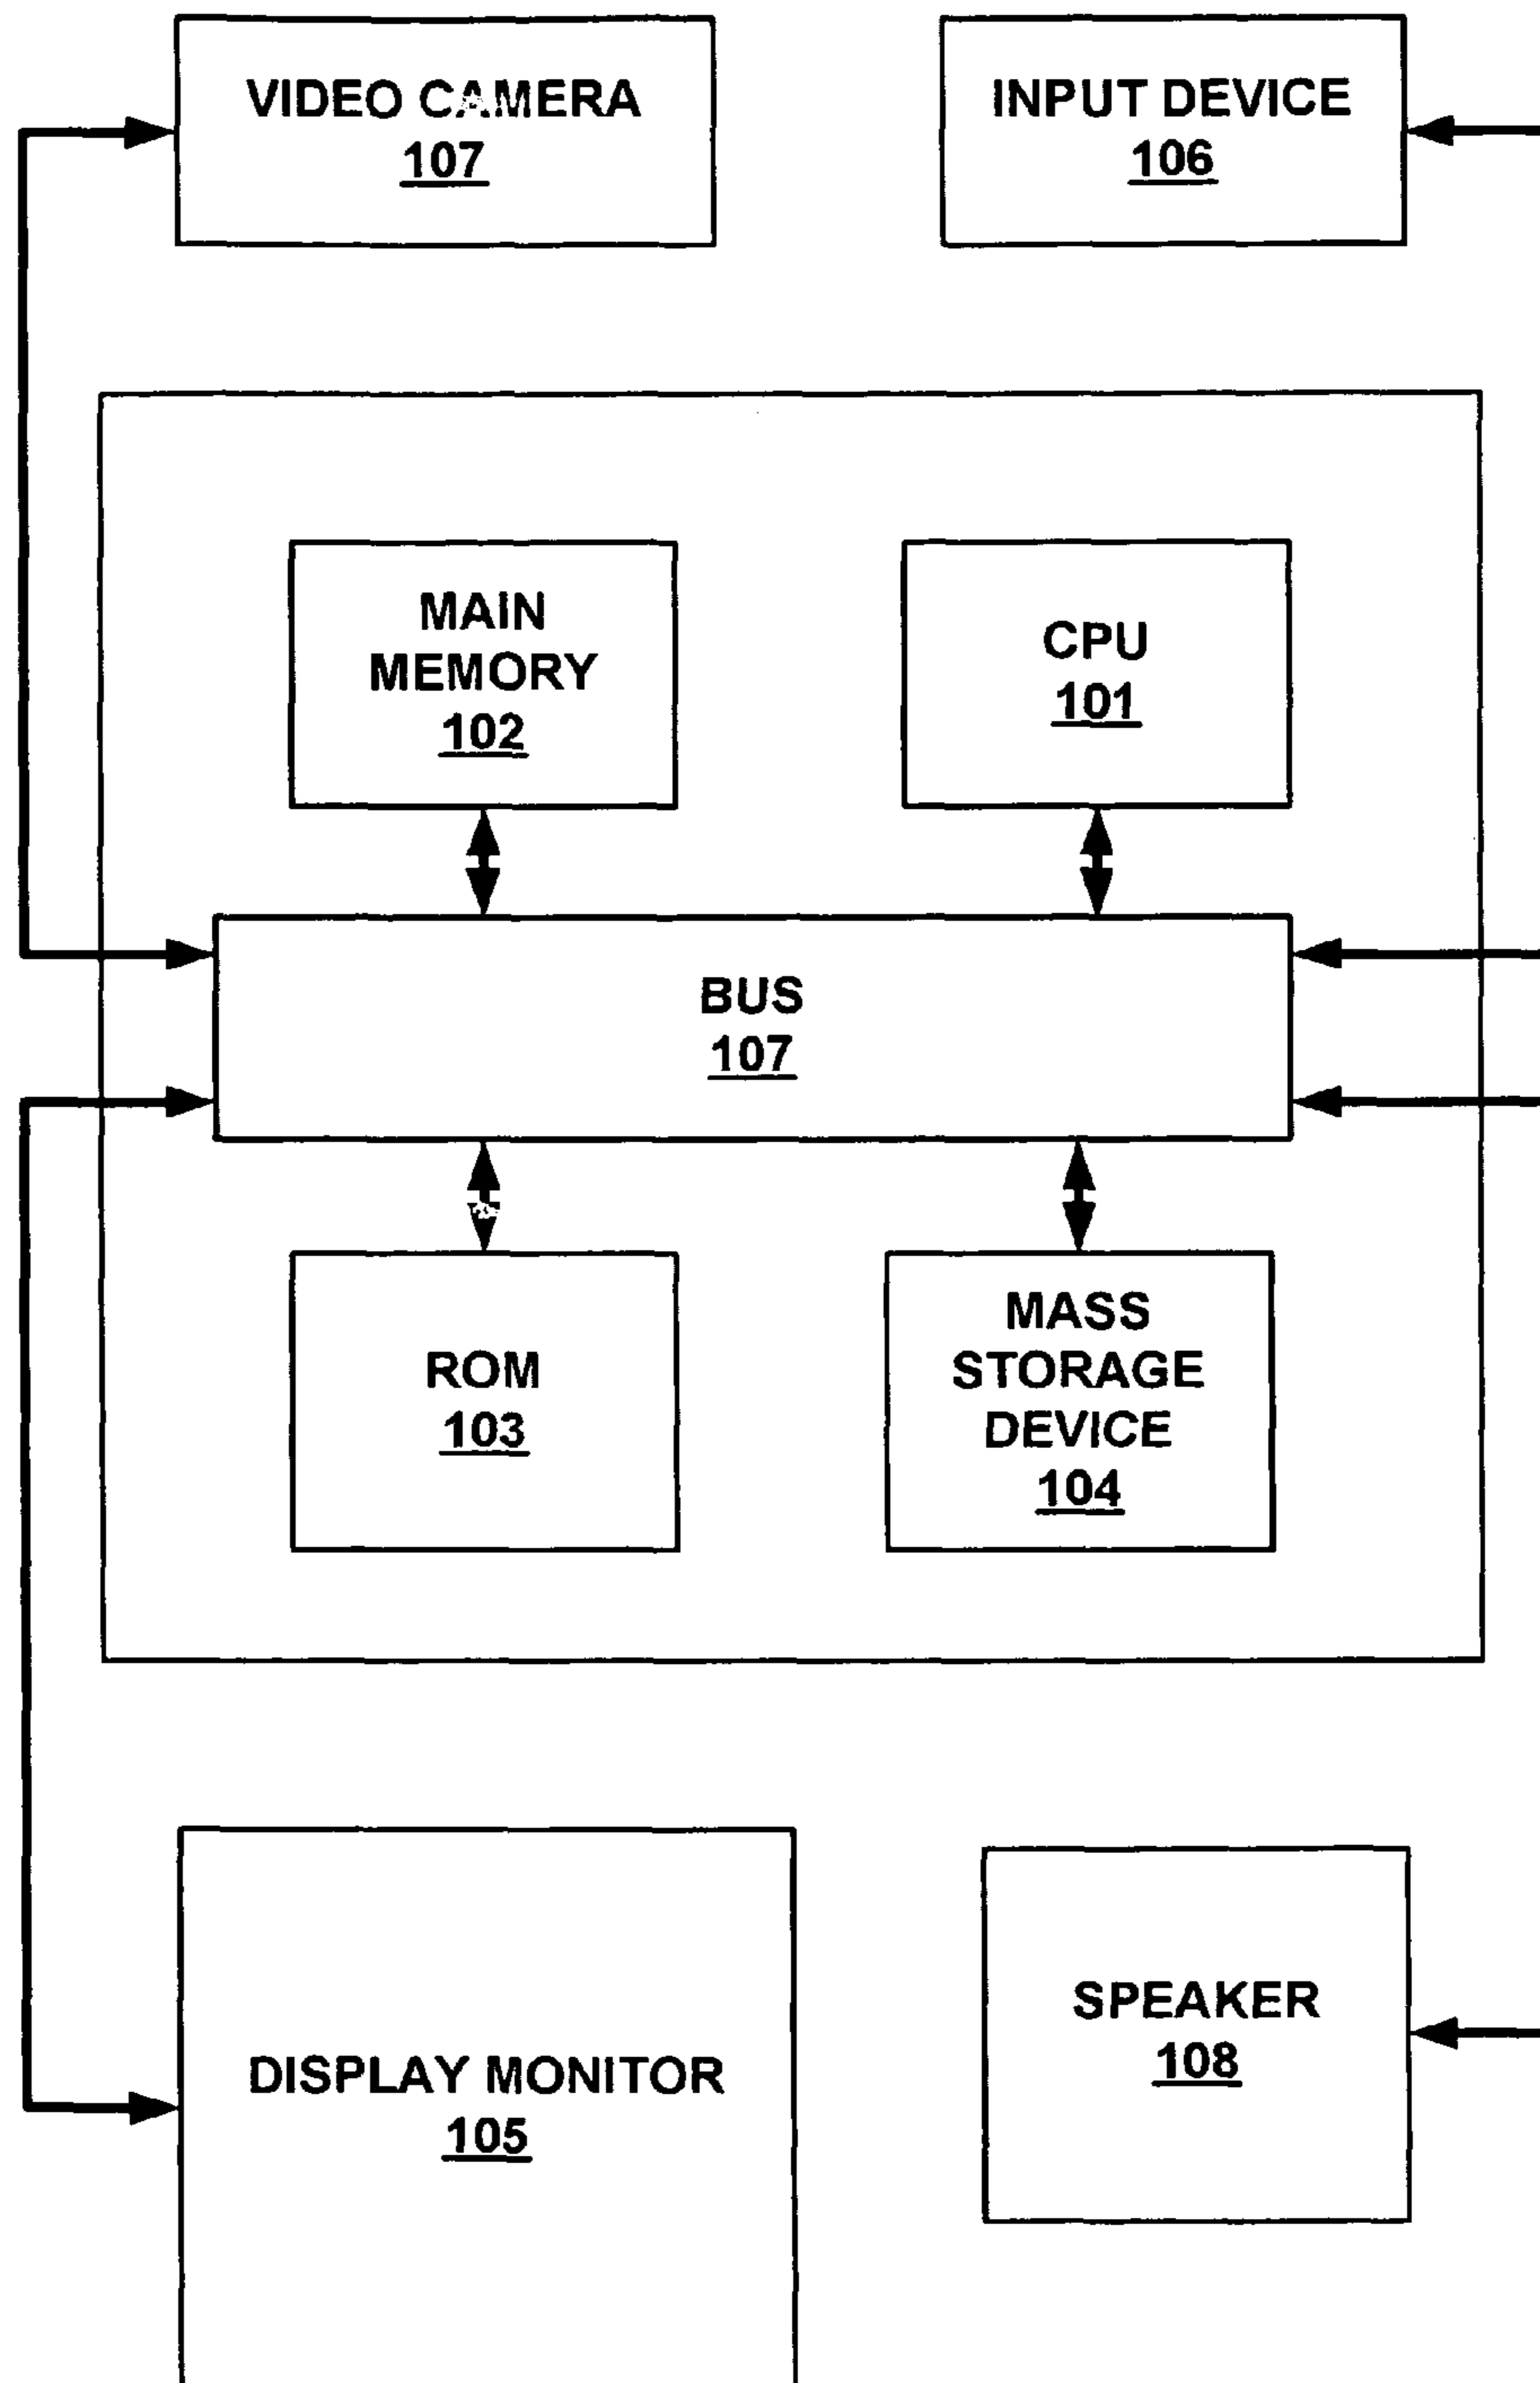 VIDEO CAMERA
107
INPUT DEVICE
106
MAIN
MEMORY
102
CPU
101
BUS
107
ROM
103
MASS
STORAGE
DEVICE
104
DISPLAY MONITOR
105
SPEAKER
108